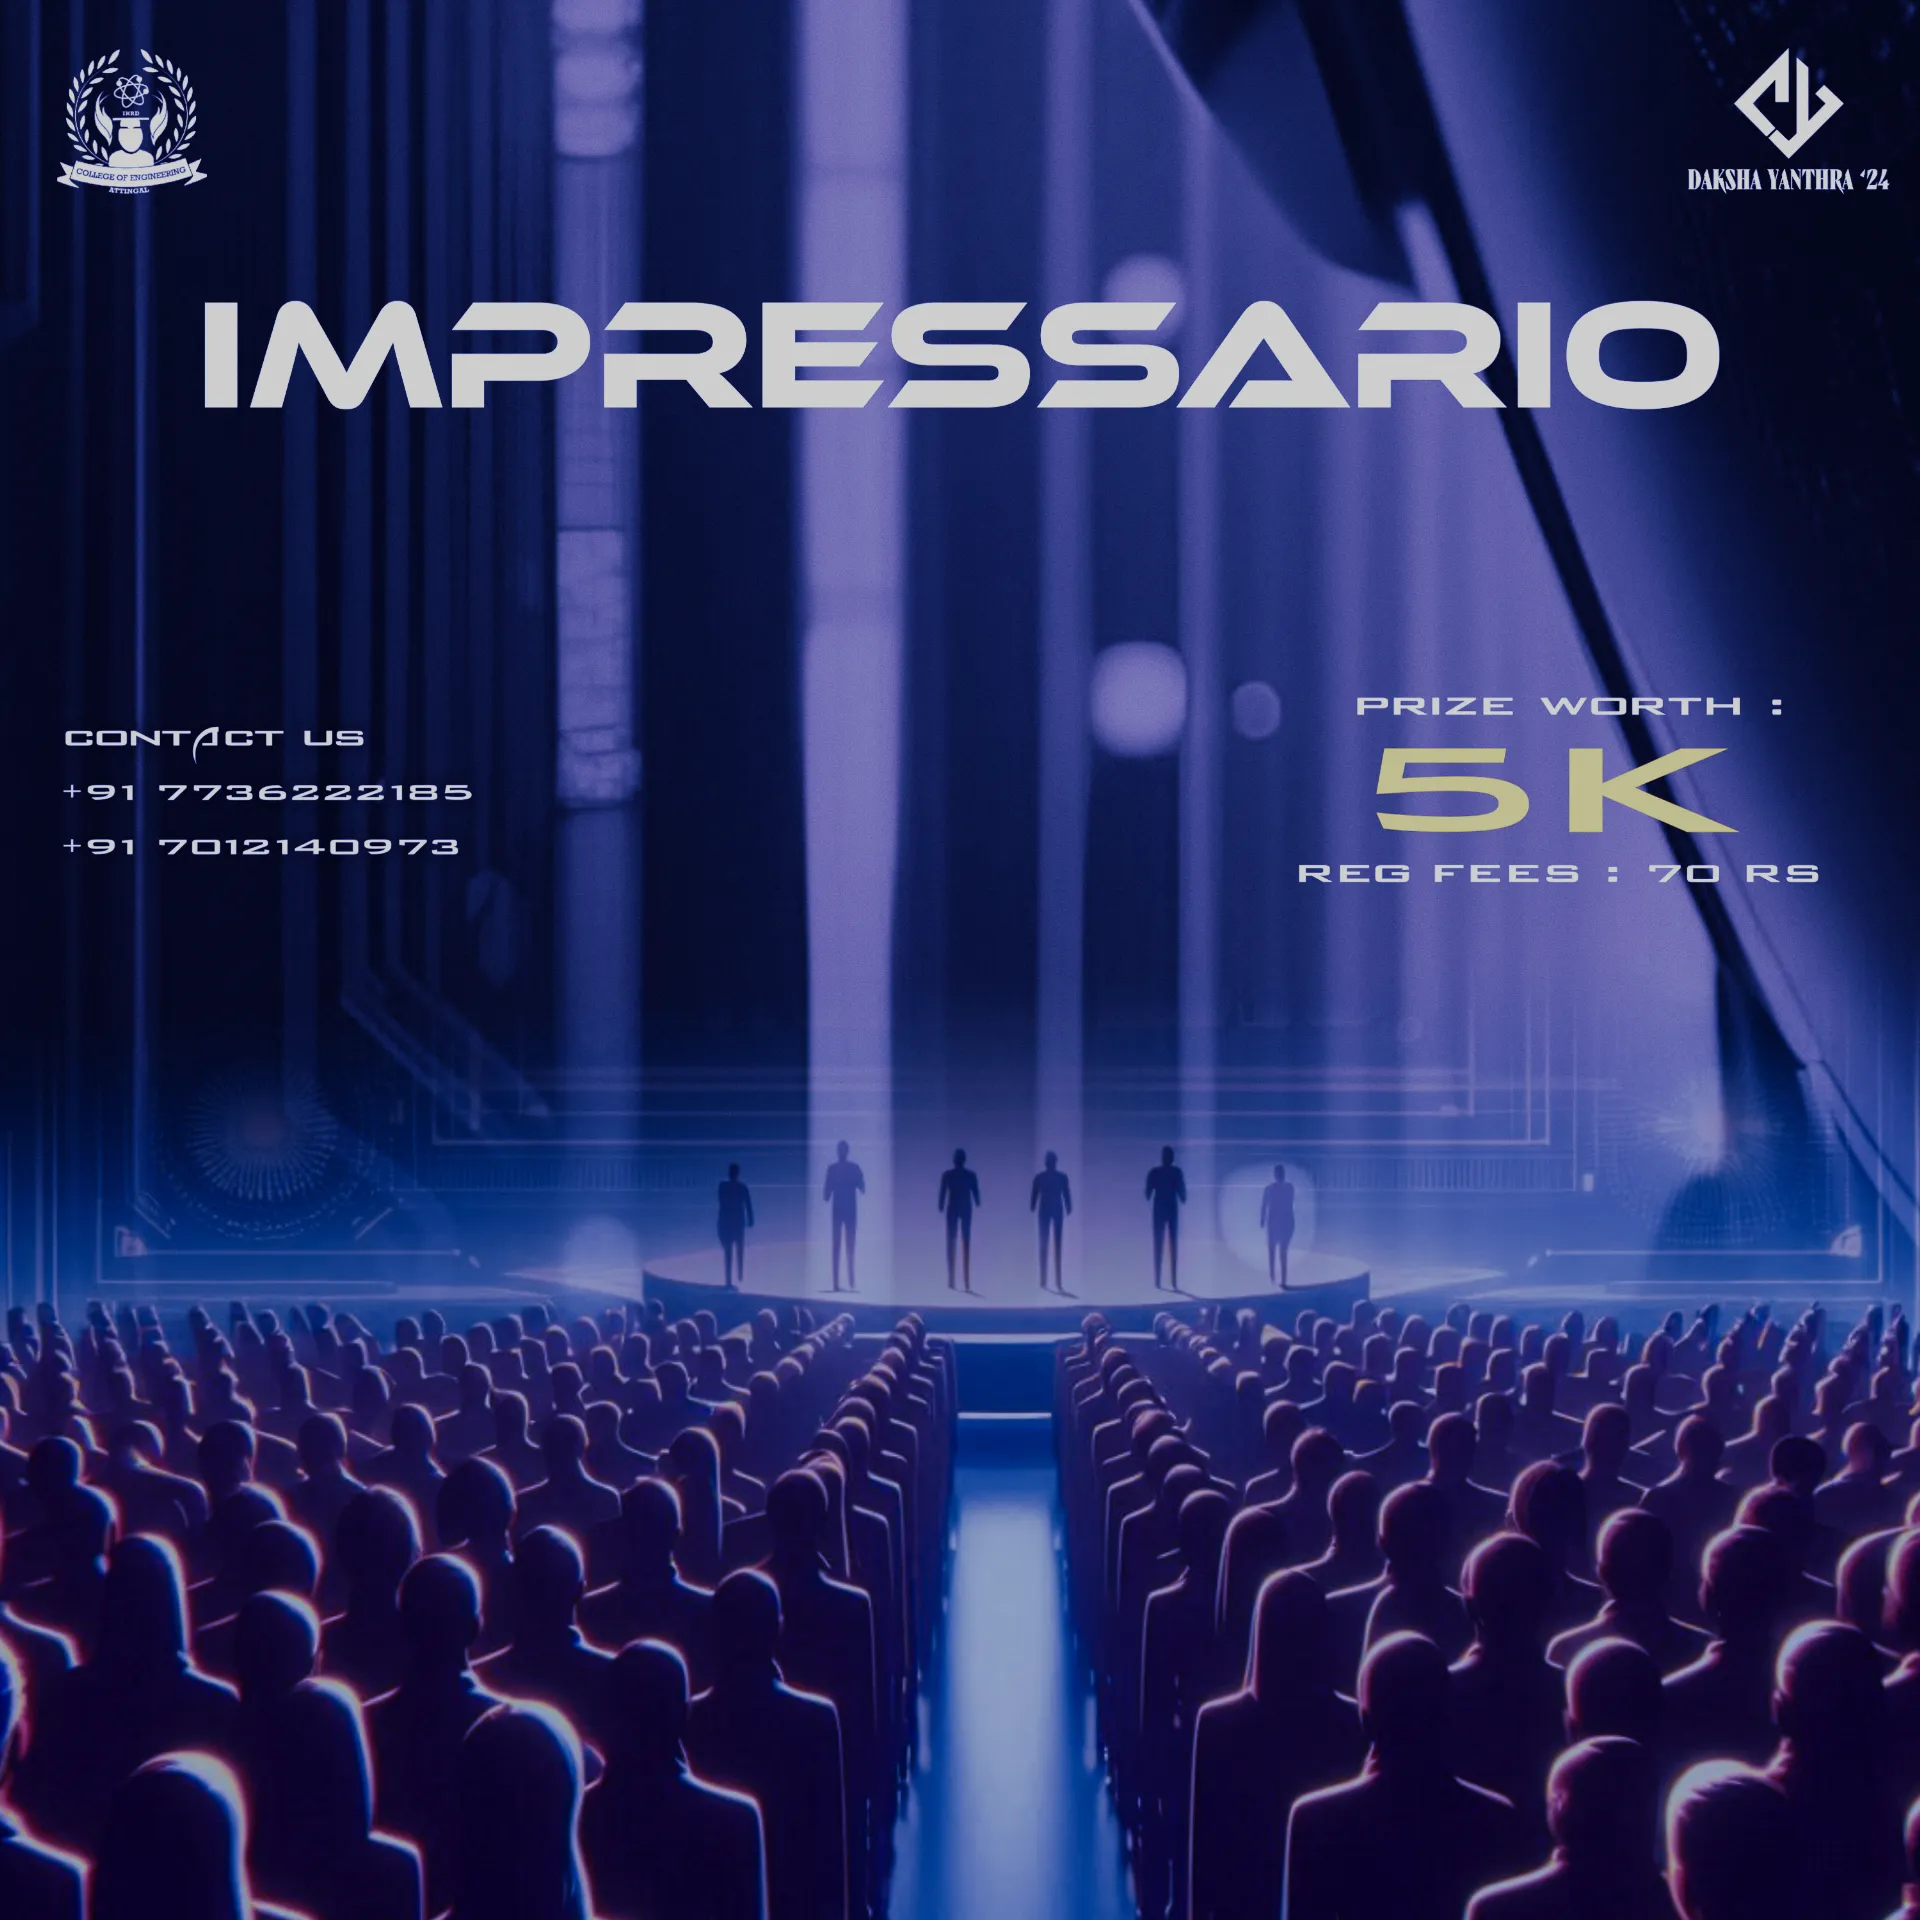 IHRD
COLLEGE OF ENGINEERING
ATTINGAL
DAKSHA YANTHRA '24
IMPRESSARIO
CONTACT US
+91 7736222185
+91 7012140973
PRIZE WORTH :
5K
REG FEES : 70 RS